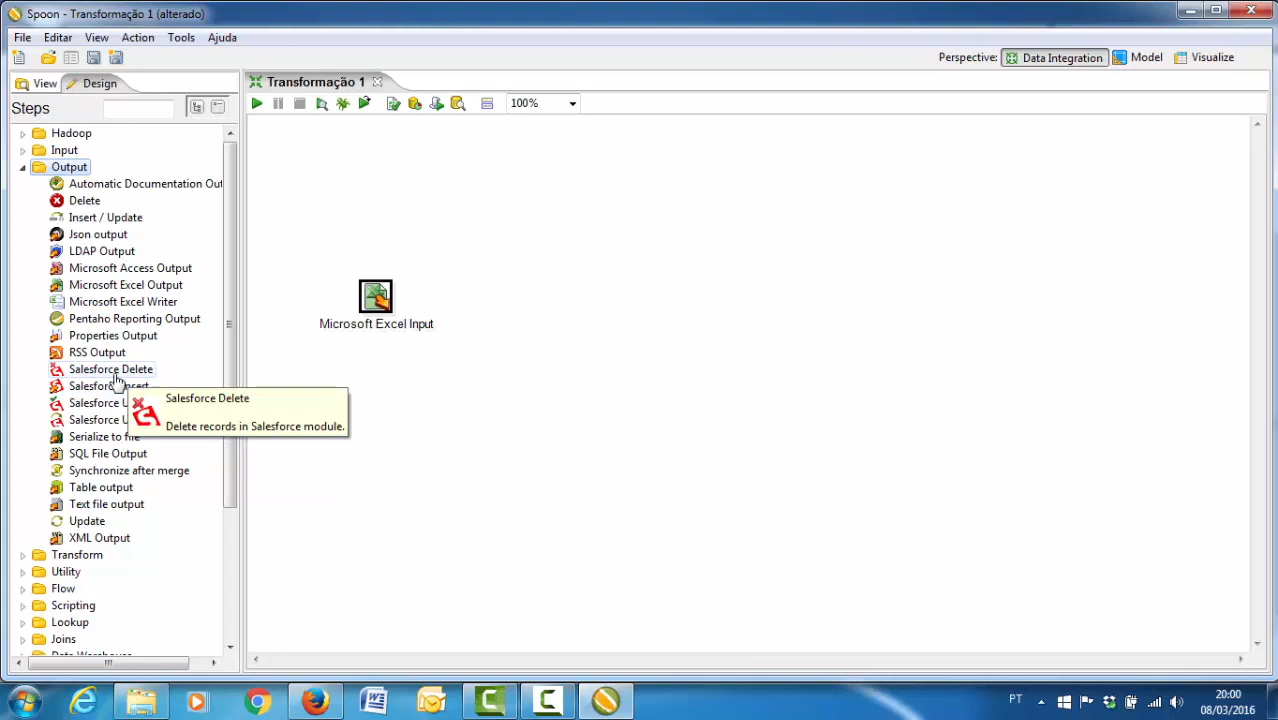 Spoon - Transformação 1 (alterado)
File Editar View Action Tools Ajuda
Perspective: Data Integration Model Visualize
View Design
Transformação 1
Steps
100%
Hadoop
Input
Output
Automatic Documentation Out
Delete
Insert / Update
Json output
LDAP Output
Microsoft Access Output
Microsoft Excel Output
Microsoft Excel Writer
Pentaho Reporting Output
Properties Output
RSS Output
Salesforce Delete
Salesforce
Salesforce U
Salesforce U
Serialize to file
SQL File Output
Synchronize after merge
Table output
Text file output
Update
XML Output
Transform
Utility
Flow
Scripting
Lookup
Joins
Microsoft Excel Input
Salesforce Delete
Delete records in Salesforce module.
PT
20:00
08/03/2016